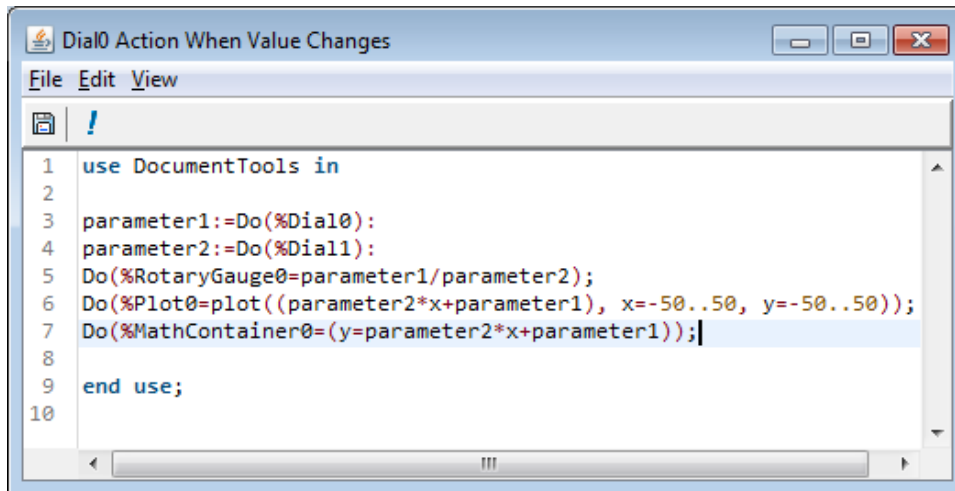 Dial0 Action When Value Changes
File Edit View
!
1 use DocumentTools in
2
3 parameter1:=Do(%Dial0):
4 parameter2:=Do(%Dial1):
5 Do(%RotaryGauge0=parameter1/parameter2);
6 Do(%Plot0=plot((parameter2*x+parameter1), x=-50..50, y=-50..50));
7 Do(%MathContainer0=(y=parameter2*x+parameter1));
8
9 end use;
10